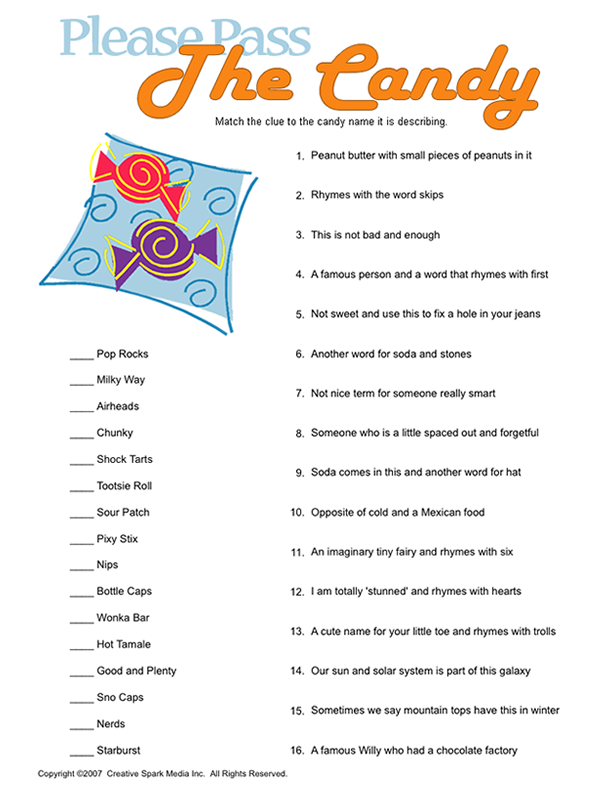 Please Pass
The Candy
Match the clue to the candy name it is describing.
1. Peanut butter with small pieces of peanuts in it
2. Rhymes with the word skips
3. This is not bad and enough
4. A famous person and a word that rhymes with first
5. Not sweet and use this to fix a hole in your jeans
6. Another word for soda and stones
7. Not nice term for someone really smart
8. Someone who is a little spaced out and forgetful
9. Soda comes in this and another word for hat
10. Opposite of cold and a Mexican food
11. An imaginary tiny fairy and rhymes with six
12. I am totally 'stunned' and rhymes with hearts
13. A cute name for your little toe and rhymes with trolls
14. Our sun and solar system is part of this galaxy
15. Sometimes we say mountain tops have this in winter
16. A famous Willy who had a chocolate factory
____ Pop Rocks
____ Milky Way
____ Airheads
____ Chunky
____ Shock Tarts
____ Tootsie Roll
____ Sour Patch
____ Pixy Stix
____ Nips
____ Bottle Caps
____ Wonka Bar
____ Hot Tamale
____ Good and Plenty
____ Sno Caps
____ Nerds
____ Starburst
Copyright ©2007 Creative Spark Media Inc. All Rights Reserved.